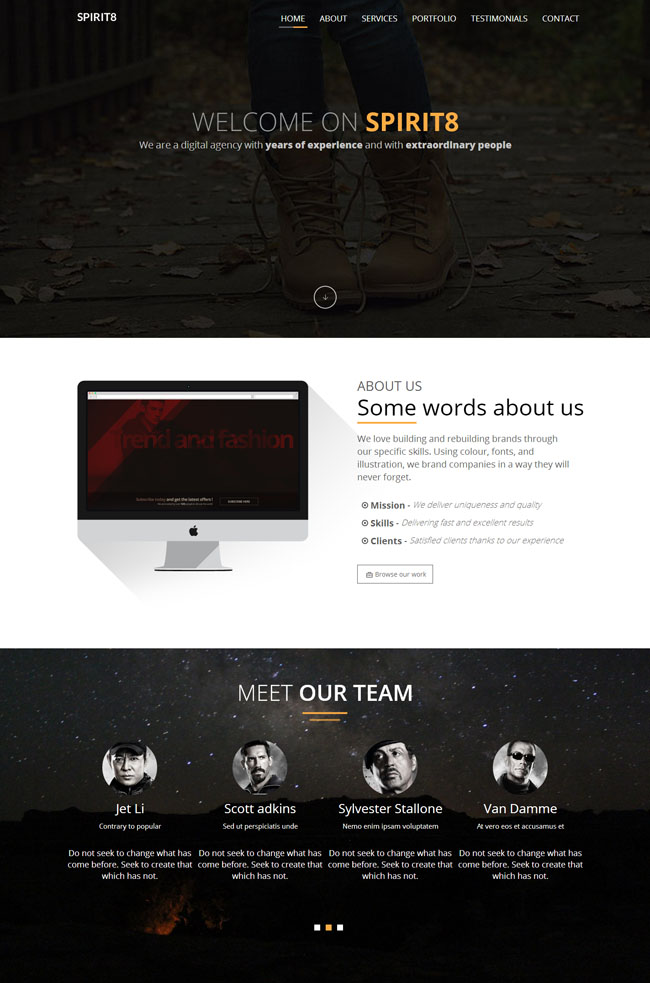 SPIRIT8
HOME ABOUT SERVICES PORTFOLIO TESTIMONIALS CONTACT
WELCOME ON SPIRIT8
We are a digital agency with years of experience and with extraordinary people
Trend and fashion
Subscribe today and get the latest offers!
SUBSCRIBE HERE
ABOUT US
Some words about us
We love building and rebuilding brands through
our specific skills. Using colour, fonts, and
illustration, we brand companies in a way they will
never forget.
Mission - We deliver uniqueness and quality
Skills - Delivering fast and excellent results
Clients - Satisfied clients thanks to our experience
Browse our work
MEET OUR TEAM
Jet Li
Contrary to popular
Do not seek to change what has
come before. Seek to create that
which has not.
Scott adkins
Sed ut perspiciatis unde
Do not seek to change what has
come before. Seek to create that
which has not.
Sylvester Stallone
Nemo enim ipsam voluptatem
Do not seek to change what has
come before. Seek to create that
which has not.
Van Damme
At vero eos et accusamus et
Do not seek to change what has
come before. Seek to create that
which has not.